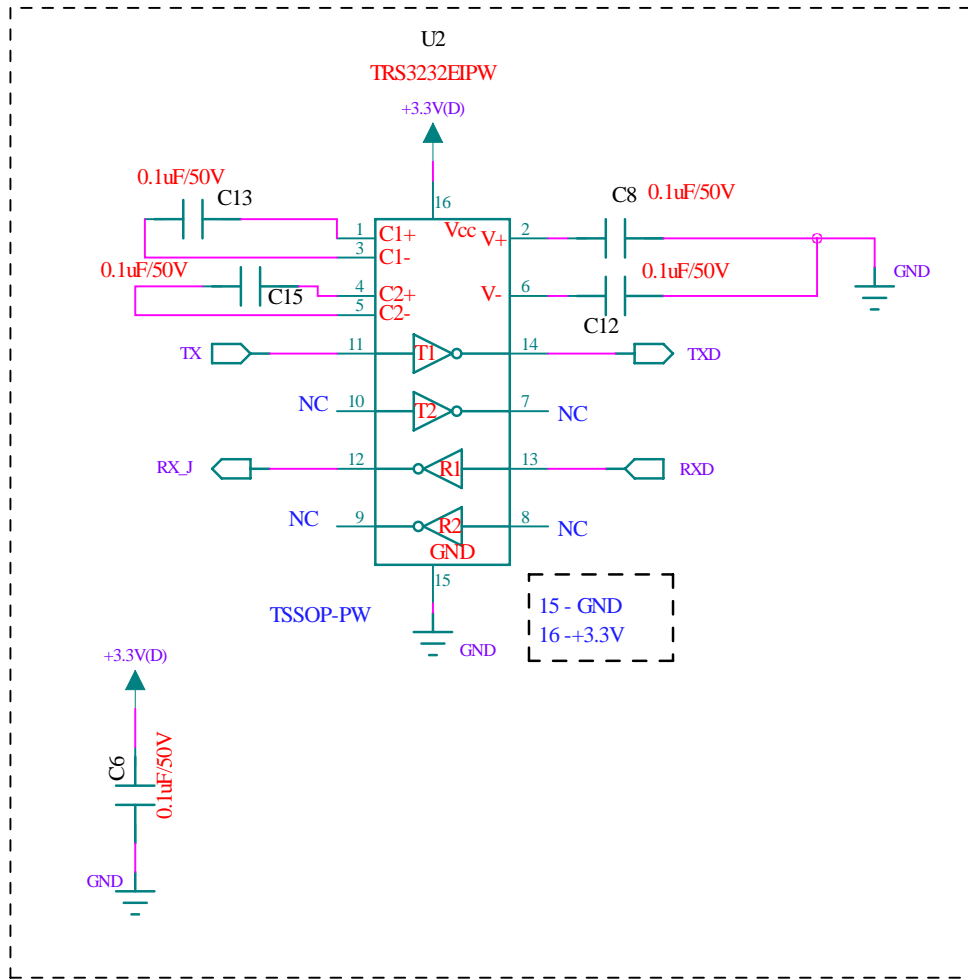 U2
TRS3232EIPW
+3.3V(D)
0.1uF/50V
C13
C8
0.1uF/50V
16
1
C1+
Vcc
V+
2
3
C1-
GND
0.1uF/50V
C15
0.1uF/50V
4
C2+
V-
6
5
C2-
C12
TX
11
T1
14
TXD
NC
10
T2
7
NC
RX_J
12
R1
13
RXD
NC
9
R2
8
NC
GND
15
TSSOP-PW
15 - GND
16 -+3.3V
GND
+3.3V(D)
C6
0.1uF/50V
GND